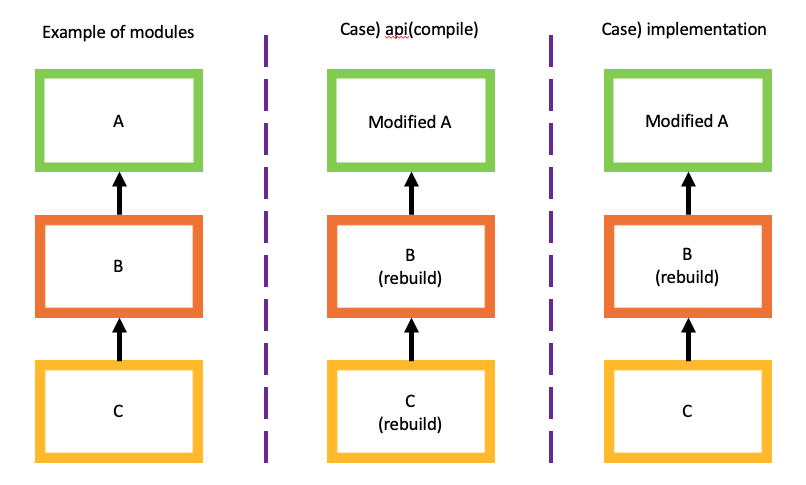 Example of modules
A
B
C
Case) api(compile)
Modified A
B
(rebuild)
C
(rebuild)
Case) implementation
Modified A
B
(rebuild)
C